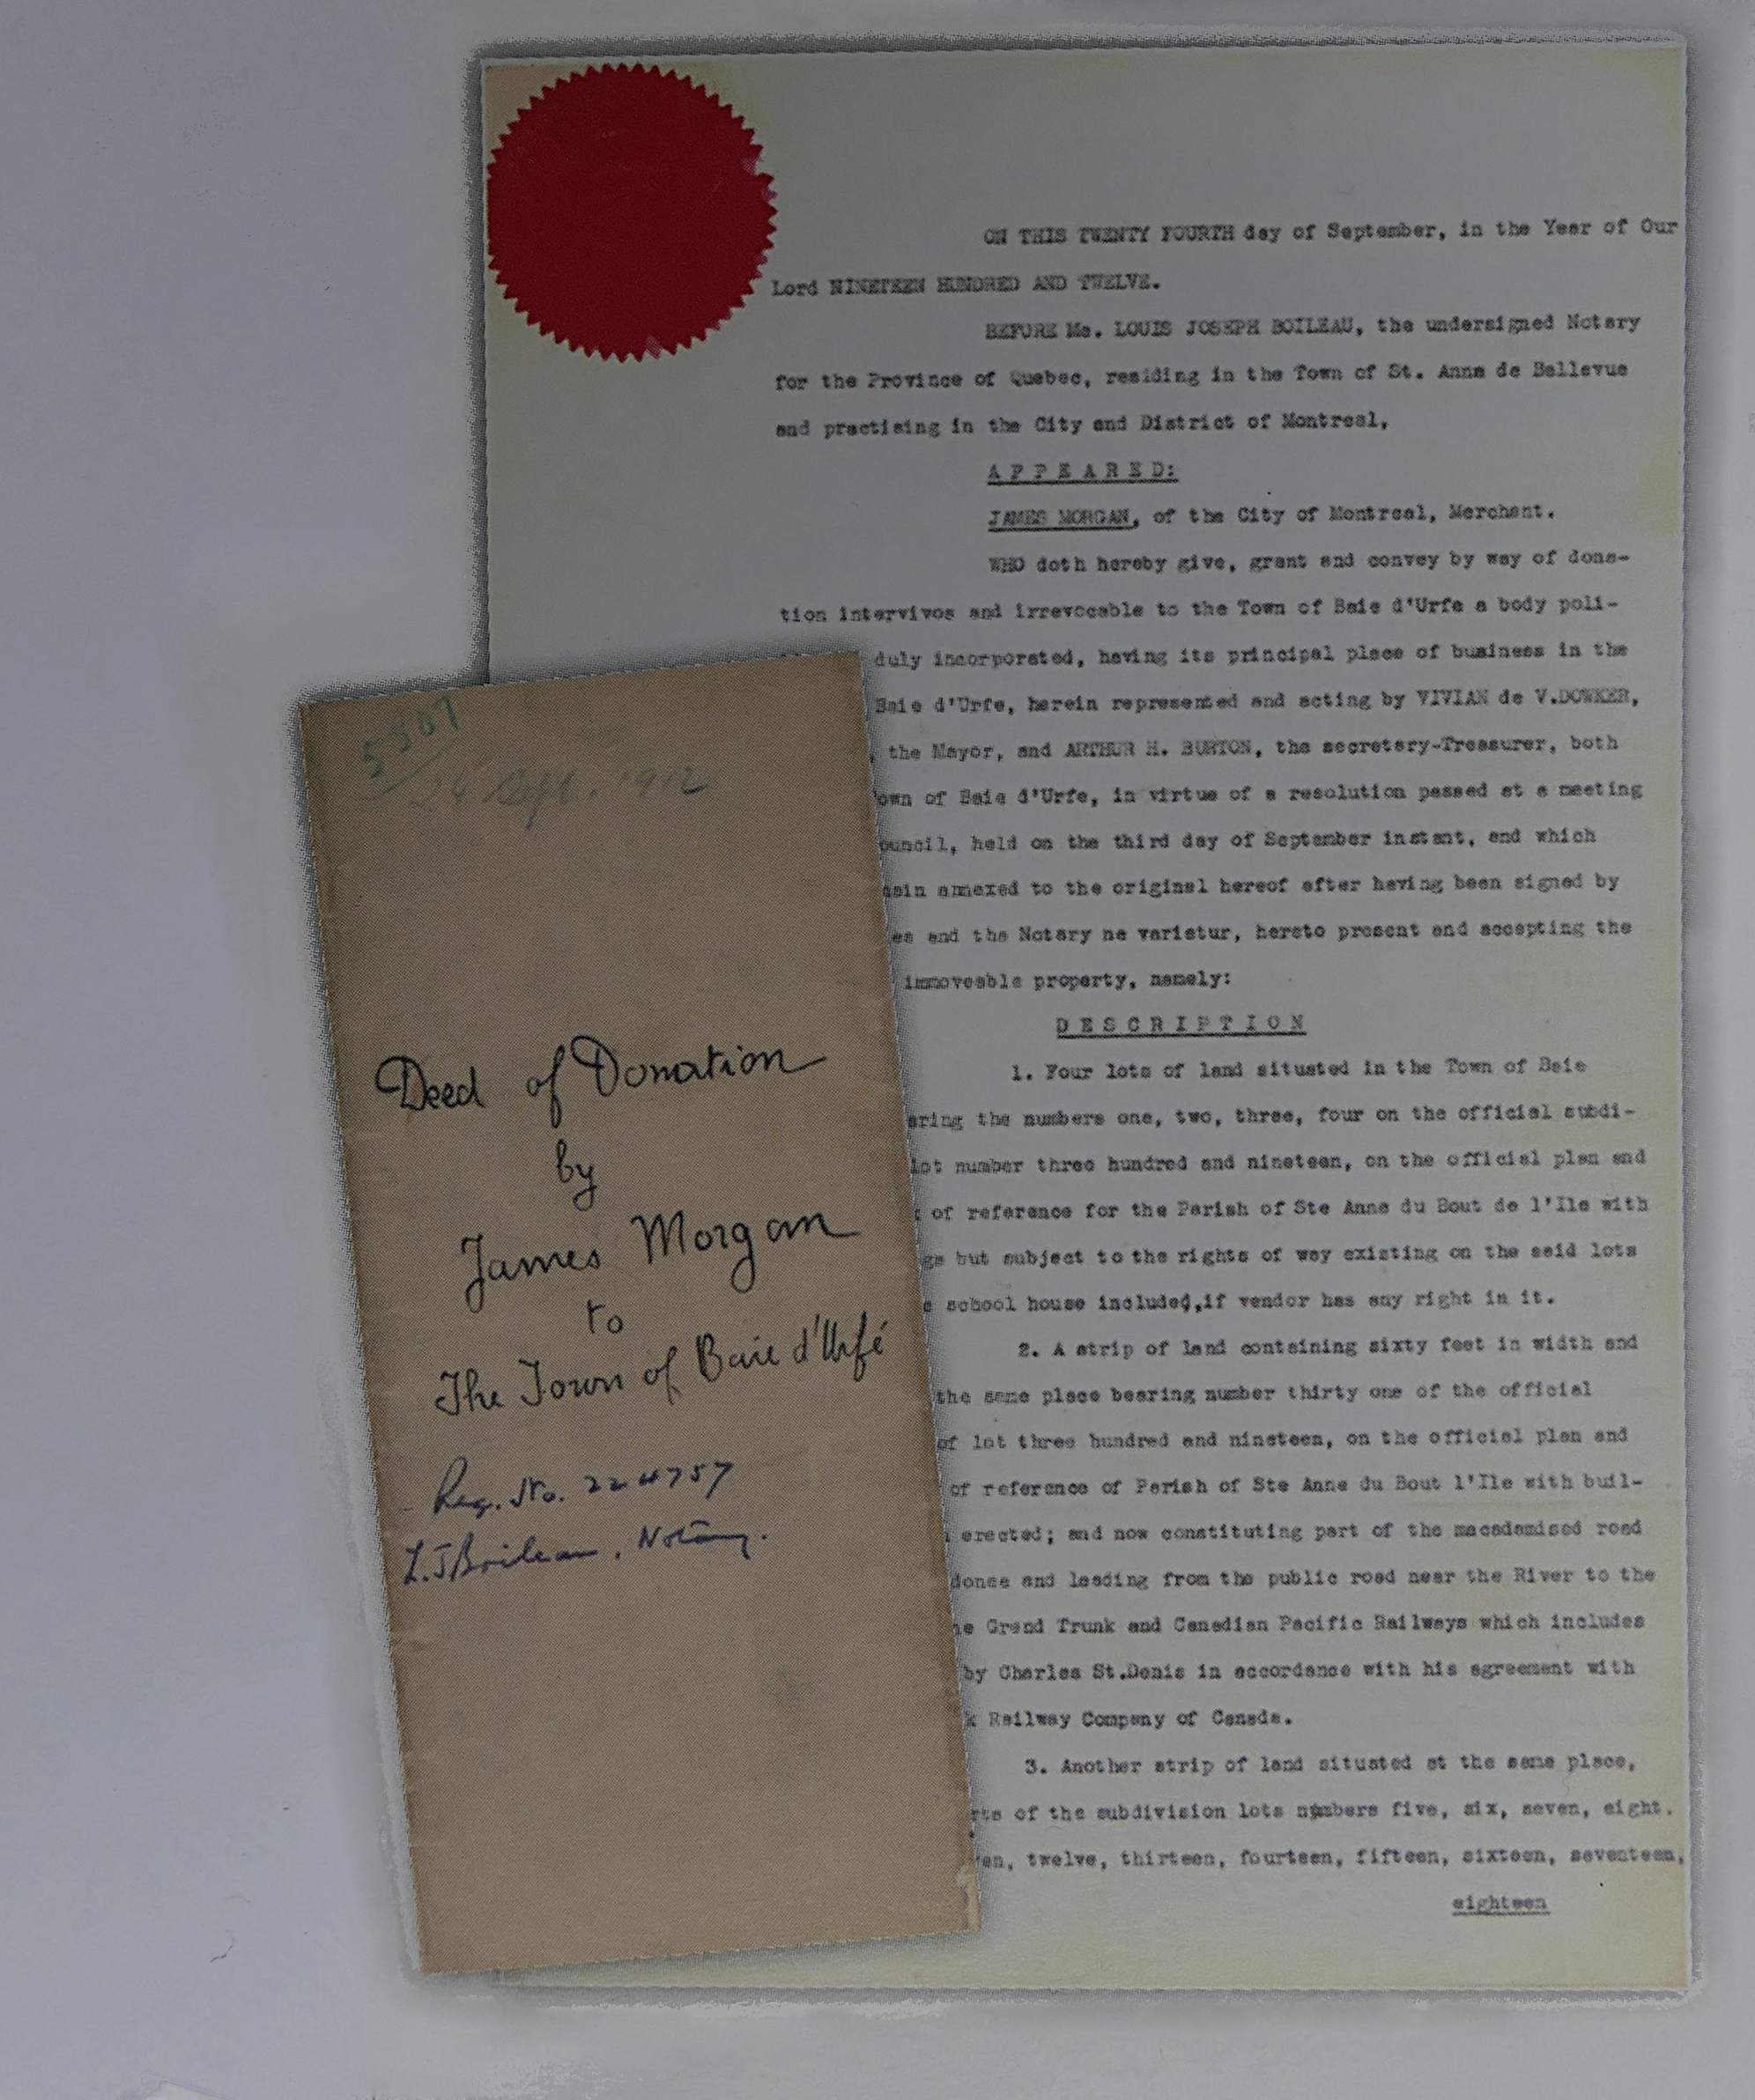 ON THIS TWENTY FOURTH day of September, in the Year of Our
Lord NINETEEN HUNDRED AND TWELVE.
BEFORE Me. LOUIS JOSEPH BOILEAU, the undersigned Notary
for the Province of Quebec, residing in the Town of St. Anne de Bellevue
and practising in the City and District of Montreal,
APPEARED:
JAMES MORGAN, of the City of Montreal, Merchant.
WHO doth hereby give, grant and convey by way of dona-
tion intervivos and irrevocable to the Town of Baie d'Urfe a body poli-
duly incorporated, having its principal place of business in the
Baie d'Urfe, herein represented and acting by VIVIAN de V.DOWKER,
, the Mayor, and ARTHUR H. BURTON, the secretary-Treasurer, both
own of Baie d'Urfe, in virtue of a resolution passed at a meeting
ouncil, held on the third day of September instant, and which
ain annexed to the original hereof after having been signed by
es and the Notary ne varietur, hereto present and accepting the
immoveable property, namely:
DESCRIPTION
1. Four lots of land situated in the Town of Baie
aring the numbers one, two, three, four on the official subdi-
lot number three hundred and nineteen, on the official plan and
of reference for the Parish of Ste Anne du Bout de l'Ile with
gs but subject to the rights of way existing on the said lots
e school house included,if vendor has any right in it.
2. A strip of land containing sixty feet in width and
the same place bearing number thirty one of the official
of lot three hundred and nineteen, on the official plan and
of reference of Parish of Ste Anne du Bout l'Ile with buil-
erected; and now constituting part of the macadamised road
donee and leading from the public road near the River to the
he Grand Trunk and Canadian Pacific Railways which includes
by Charles St.Denis in accordance with his agreement with
k Railway Company of Canada.
3. Another strip of land situated at the same place,
rts of the subdivision lots numbers five, six, seven, eight.
ven, twelve, thirteen, fourteen, fifteen, sixteen, seventeen,
eighteen
5507
24 Sept. 1912
Deed of Donation
by
James Morgan
to
The Town of Baie d'Urfé
Reg. No. 224757
L.J Boileau, Notary.